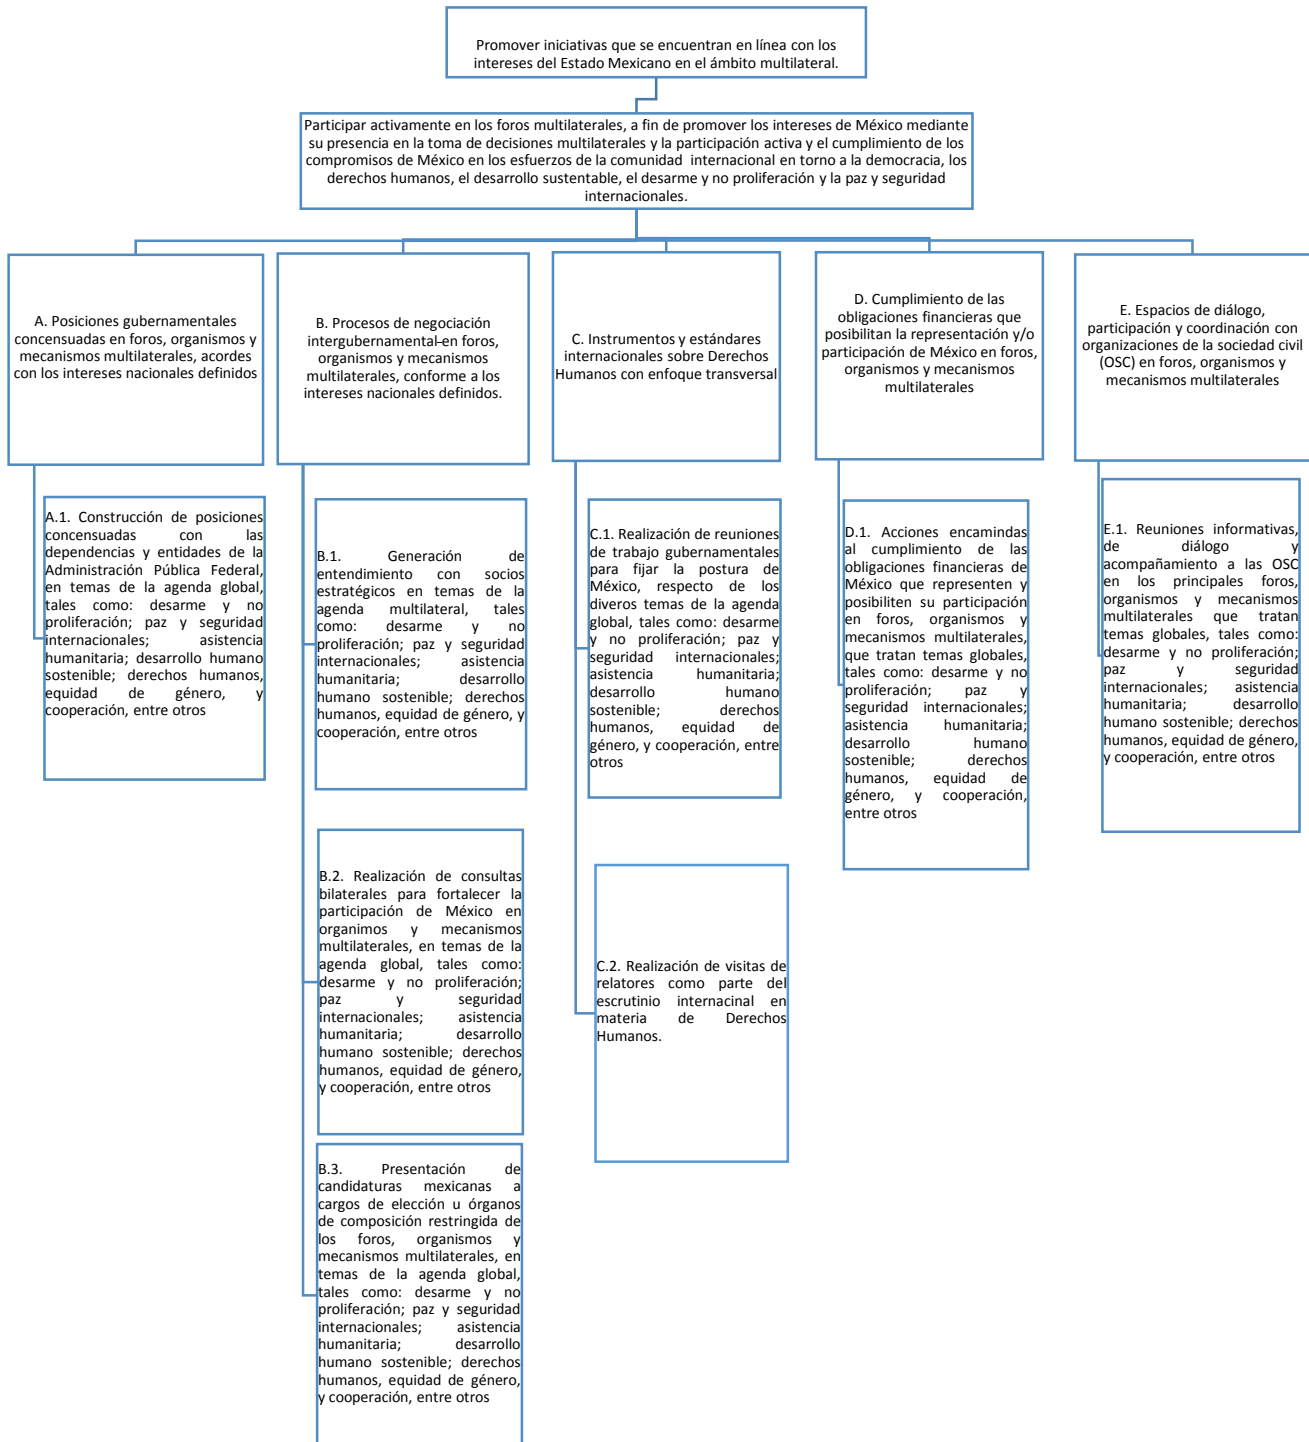 Promover iniciativas que se encuentran en línea con los
intereses del Estado Mexicano en el ámbito multilateral.
Participar activamente en los foros multilaterales, a fin de promover los intereses de México mediante
su presencia en la toma de decisiones multilaterales y la participación activa y el cumplimiento de los
compromisos de México en los esfuerzos de la comunidad internacional en torno a la democracia, los
derechos humanos, el desarrollo sustentable, el desarme y no proliferación y la paz y seguridad
internacionales.
A. Posiciones gubernamentales
concensuadas en foros, organismos y
mecanismos multilaterales, acordes
con los intereses nacionales definidos
B. Procesos de negociación
intergubernamental en foros,
organismos y mecanismos
multilaterales, conforme a los
intereses nacionales definidos.
C. Instrumentos y estándares
internacionales sobre Derechos
Humanos con enfoque transversal
D. Cumplimiento de las
obligaciones financieras que
posibilitan la representación y/o
participación de México en foros,
organismos y mecanismos
multilaterales
E. Espacios de diálogo,
participación y coordinación con
organizaciones de la sociedad civil
(OSC) en foros, organismos y
mecanismos multilaterales
A.1. Construcción de posiciones
concensuadas con las
dependencias y entidades de la
Administración Pública Federal,
en temas de la agenda global,
tales como: desarme y no
proliferación; paz y seguridad
internacionales; asistencia
humanitaria; desarrollo humano
sostenible; derechos humanos,
equidad de género, y
cooperación, entre otros
B.1. Generación de
entendimiento con socios
estratégicos en temas de la
agenda multilateral, tales
como: desarme y no
proliferación; paz y seguridad
internacionales; asistencia
humanitaria; desarrollo
humano sostenible; derechos
humanos, equidad de género, y
cooperación, entre otros
C.1. Realización de reuniones
de trabajo gubernamentales
para fijar la postura de
México, respecto de los
diveros temas de la agenda
global, tales como: desarme
y no proliferación; paz y
seguridad internacionales;
asistencia humanitaria;
desarrollo humano
sostenible; derechos
humanos, equidad de
género, y cooperación, entre
otros
D.1. Acciones encamindas
al cumplimiento de las
obligaciones financieras de
México que representen y
posibiliten su participación
en foros, organismos y
mecanismos multilaterales,
que tratan temas globales,
tales como: desarme y no
proliferación; paz y
seguridad internacionales;
asistencia humanitaria;
desarrollo humano
sostenible; derechos
humanos, equidad de
género, y cooperación,
entre otros
E.1. Reuniones informativas,
de diálogo y
acompañamiento a las OSC
en los principales foros,
organismos y mecanismos
multilaterales que tratan
temas globales, tales como:
desarme y no proliferación;
paz y seguridad
internacionales; asistencia
humanitaria; desarrollo
humano sostenible; derechos
humanos, equidad de género,
y cooperación, entre otros
B.2. Realización de consultas
bilaterales para fortalecer la
participación de México en
organimos y mecanismos
multilaterales, en temas de la
agenda global, tales como:
desarme y no proliferación;
paz y seguridad
internacionales; asistencia
humanitaria; desarrollo
humano sostenible; derechos
humanos, equidad de género,
y cooperación, entre otros
C.2. Realización de visitas de
relatores como parte del
escrutinio internacinal en
materia de Derechos
Humanos.
B.3. Presentación de
candidaturas mexicanas a
cargos de elección u órganos
de composición restringida de
los foros, organismos y
mecanismos multilaterales, en
temas de la agenda global,
tales como: desarme y no
proliferación; paz y seguridad
internacionales; asistencia
humanitaria; desarrollo
humano sostenible; derechos
humanos, equidad de género,
y cooperación, entre otros